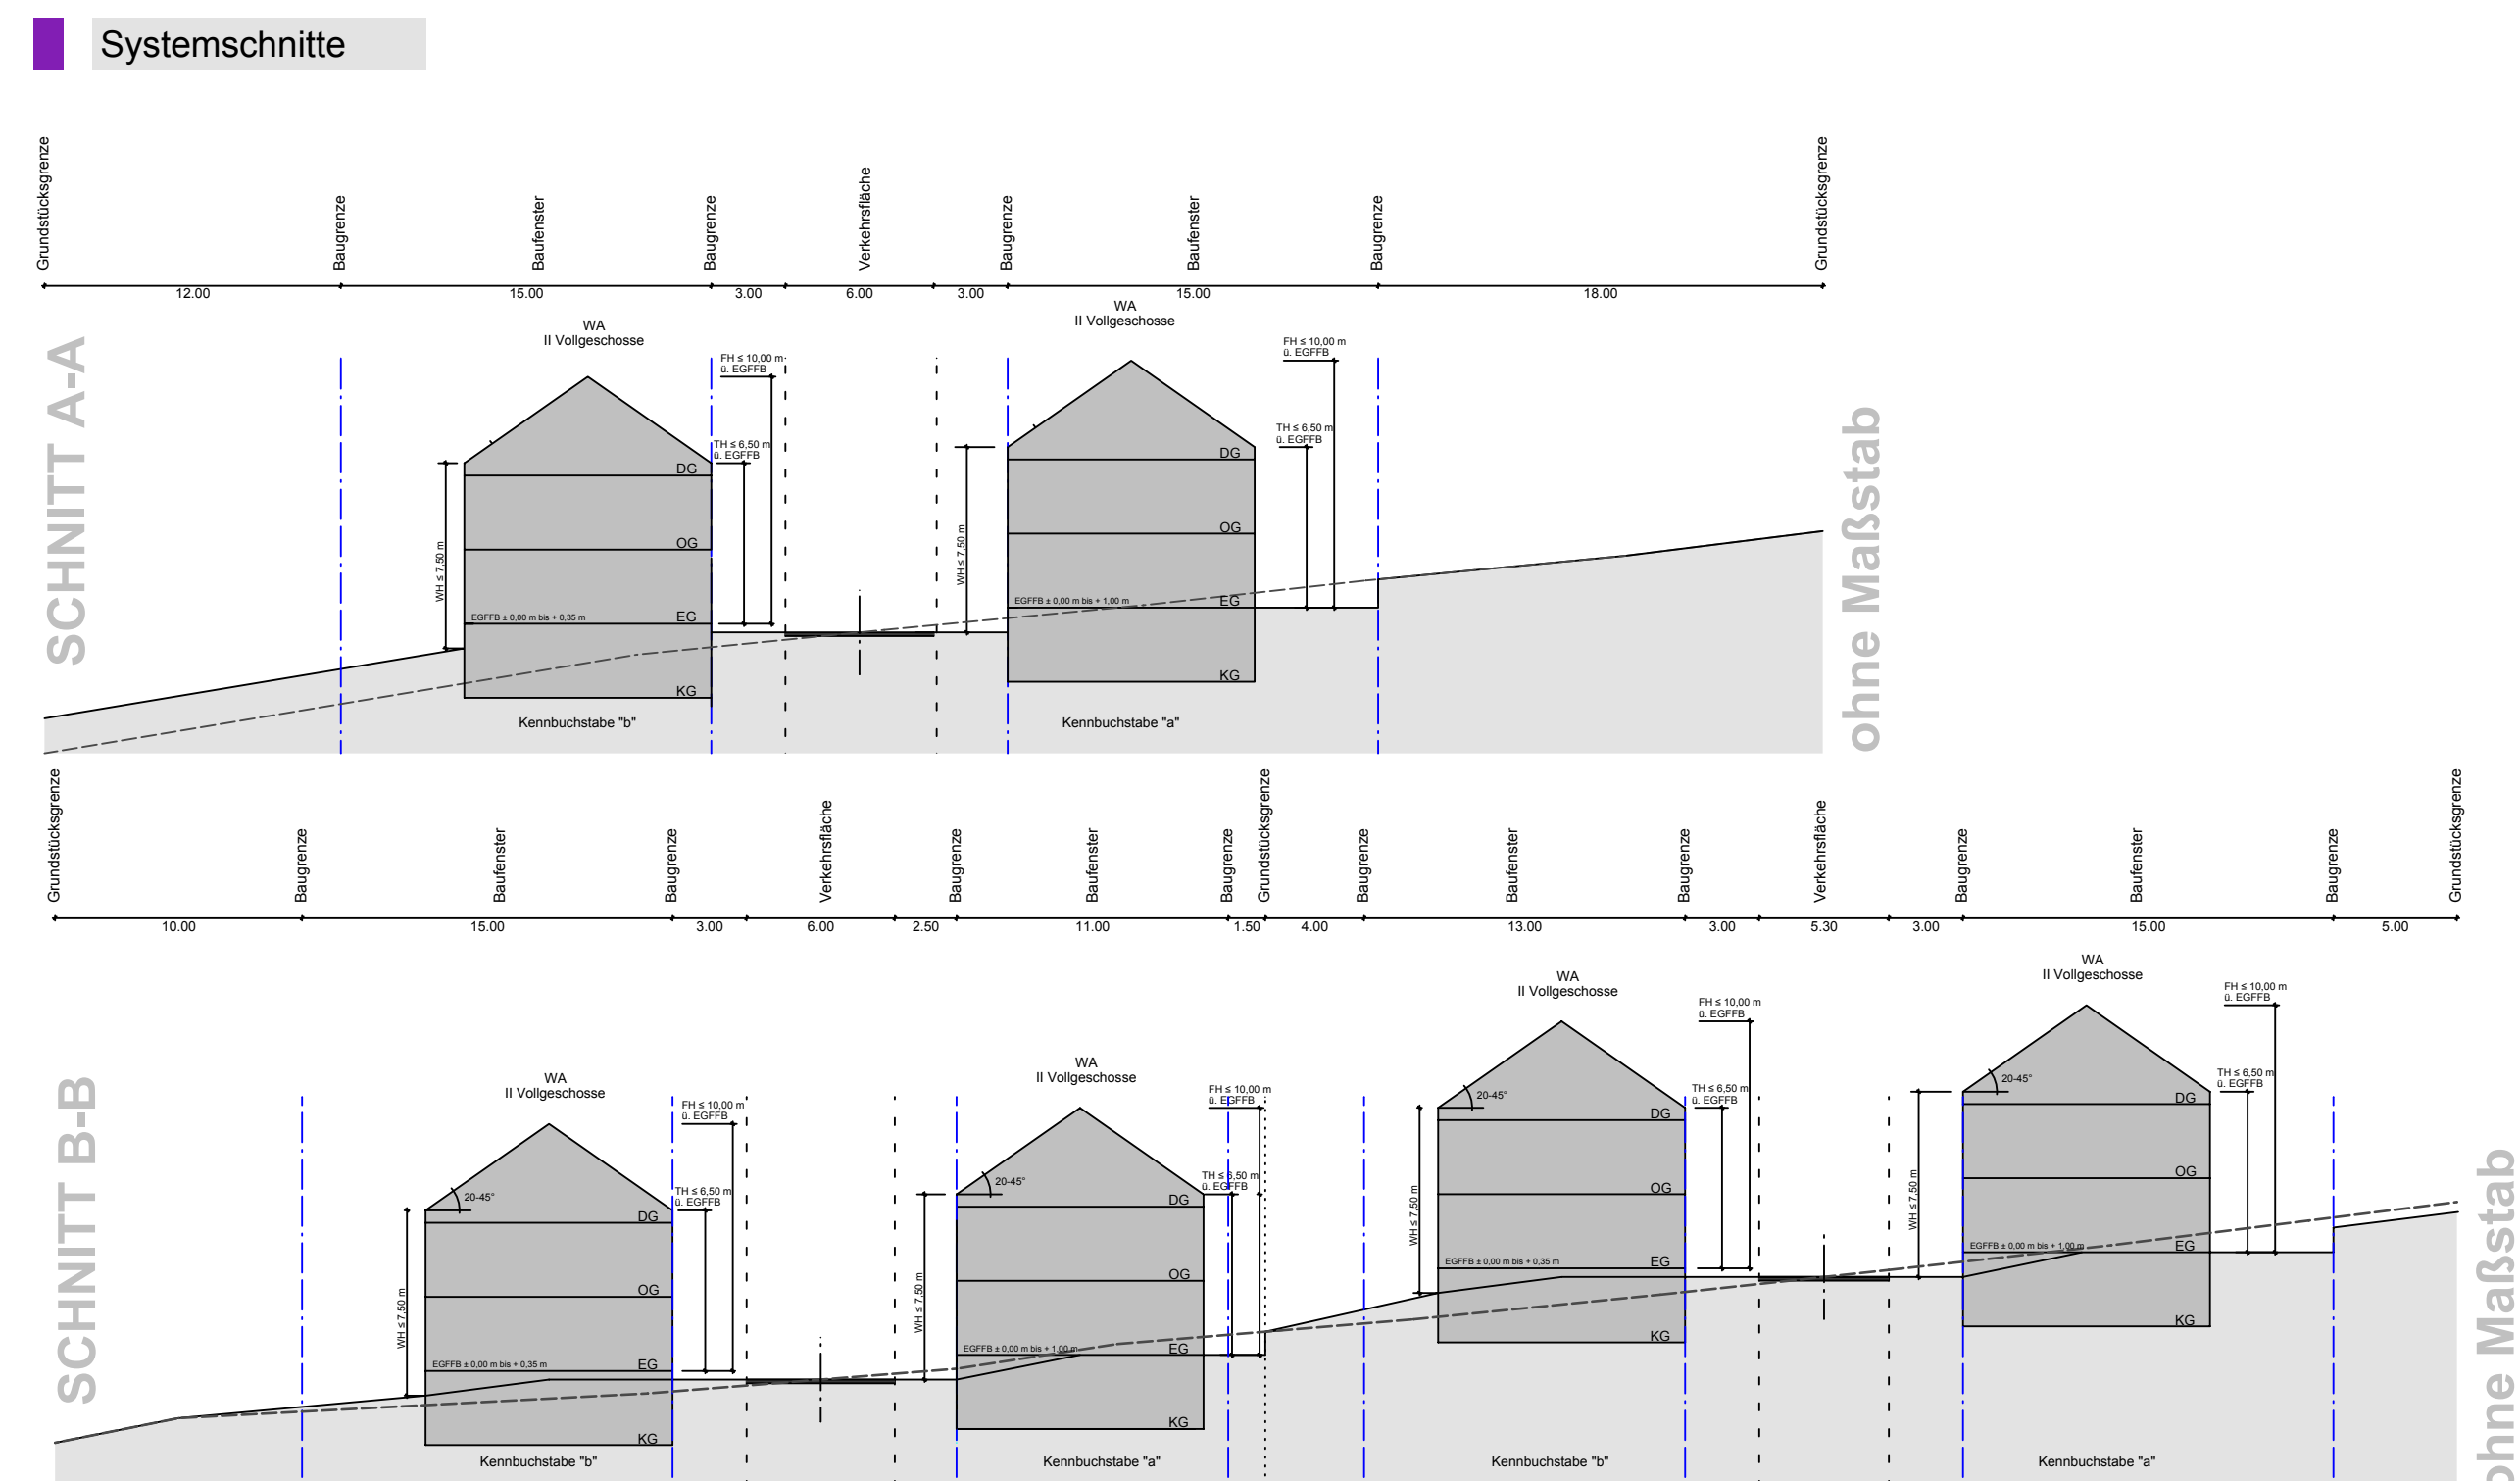 Systemschnitte
Grundstücksgrenze
Baugrenze
Baufenster
Baugrenze
Verkehrsfläche
Baugrenze
Baufenster
Baugrenze
Grundstücksgrenze
12.00
15.00
3.00
6.00
3.00
15.00
18.00
SCHNITT A-A
WA
II Vollgeschosse
FH ≤ 10,00 m
ü. EGFFB
TH ≤ 6,50 m
ü. EGFFB
WH ≤ 7,50 m
DG
OG
EGFFB ± 0,00 m bis + 0,35 m
EG
KG
Kennbuchstabe "b"
WA
II Vollgeschosse
FH ≤ 10,00 m
ü. EGFFB
TH ≤ 6,50 m
ü. EGFFB
WH ≤ 7,50 m
DG
OG
EGFFB ± 0,00 m bis + 1,00 m
EG
KG
Kennbuchstabe "a"
ohne Maßstab
Grundstücksgrenze
Baugrenze
Baufenster
Baugrenze
Verkehrsfläche
Baugrenze
Baufenster
Baugrenze
Grundstücksgrenze
Baugrenze
Baufenster
Baugrenze
Verkehrsfläche
Baugrenze
Baufenster
Baugrenze
Grundstücksgrenze
10.00
15.00
3.00
6.00
2.50
11.00
1.50
4.00
13.00
3.00
5.30
3.00
15.00
5.00
SCHNITT B-B
WA
II Vollgeschosse
FH ≤ 10,00 m
ü. EGFFB
TH ≤ 6,50 m
ü. EGFFB
20-45°
WH ≤ 7,50 m
DG
OG
EGFFB ± 0,00 m bis + 0,35 m
EG
KG
Kennbuchstabe "b"
WA
II Vollgeschosse
FH ≤ 10,00 m
ü. EGFFB
TH ≤ 6,50 m
ü. EGFFB
20-45°
WH ≤ 7,50 m
DG
OG
EGFFB ± 0,00 m bis + 1,00 m
EG
KG
Kennbuchstabe "a"
WA
II Vollgeschosse
FH ≤ 10,00 m
ü. EGFFB
TH ≤ 6,50 m
ü. EGFFB
20-45°
WH ≤ 7,50 m
DG
OG
EGFFB ± 0,00 m bis + 0,35 m
EG
KG
Kennbuchstabe "b"
WA
II Vollgeschosse
FH ≤ 10,00 m
ü. EGFFB
TH ≤ 6,50 m
ü. EGFFB
20-45°
WH ≤ 7,50 m
DG
OG
EGFFB ± 0,00 m bis + 1,00 m
EG
KG
Kennbuchstabe "a"
ohne Maßstab